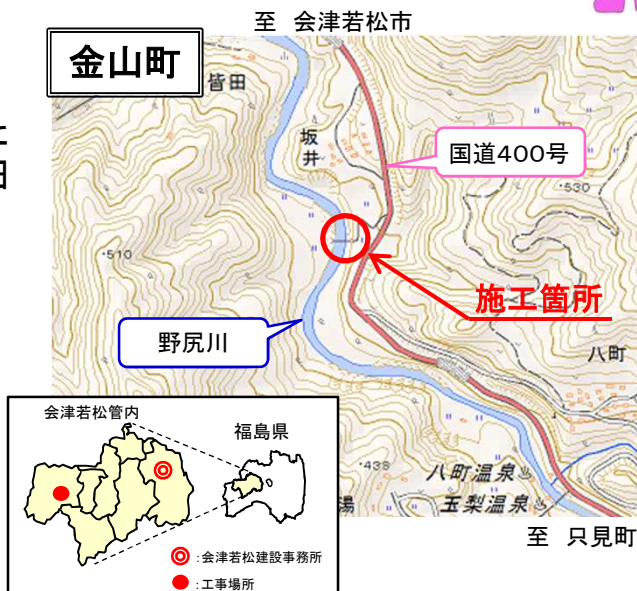 至 会津若松市
金山町
皆田
坂井
国道400号
・530
・510
施工箇所
野尻川
八町
会津若松管内
福島県
・438
八町温泉
湯
玉梨温泉
至 只見町
：会津若松建設事務所
：工事場所